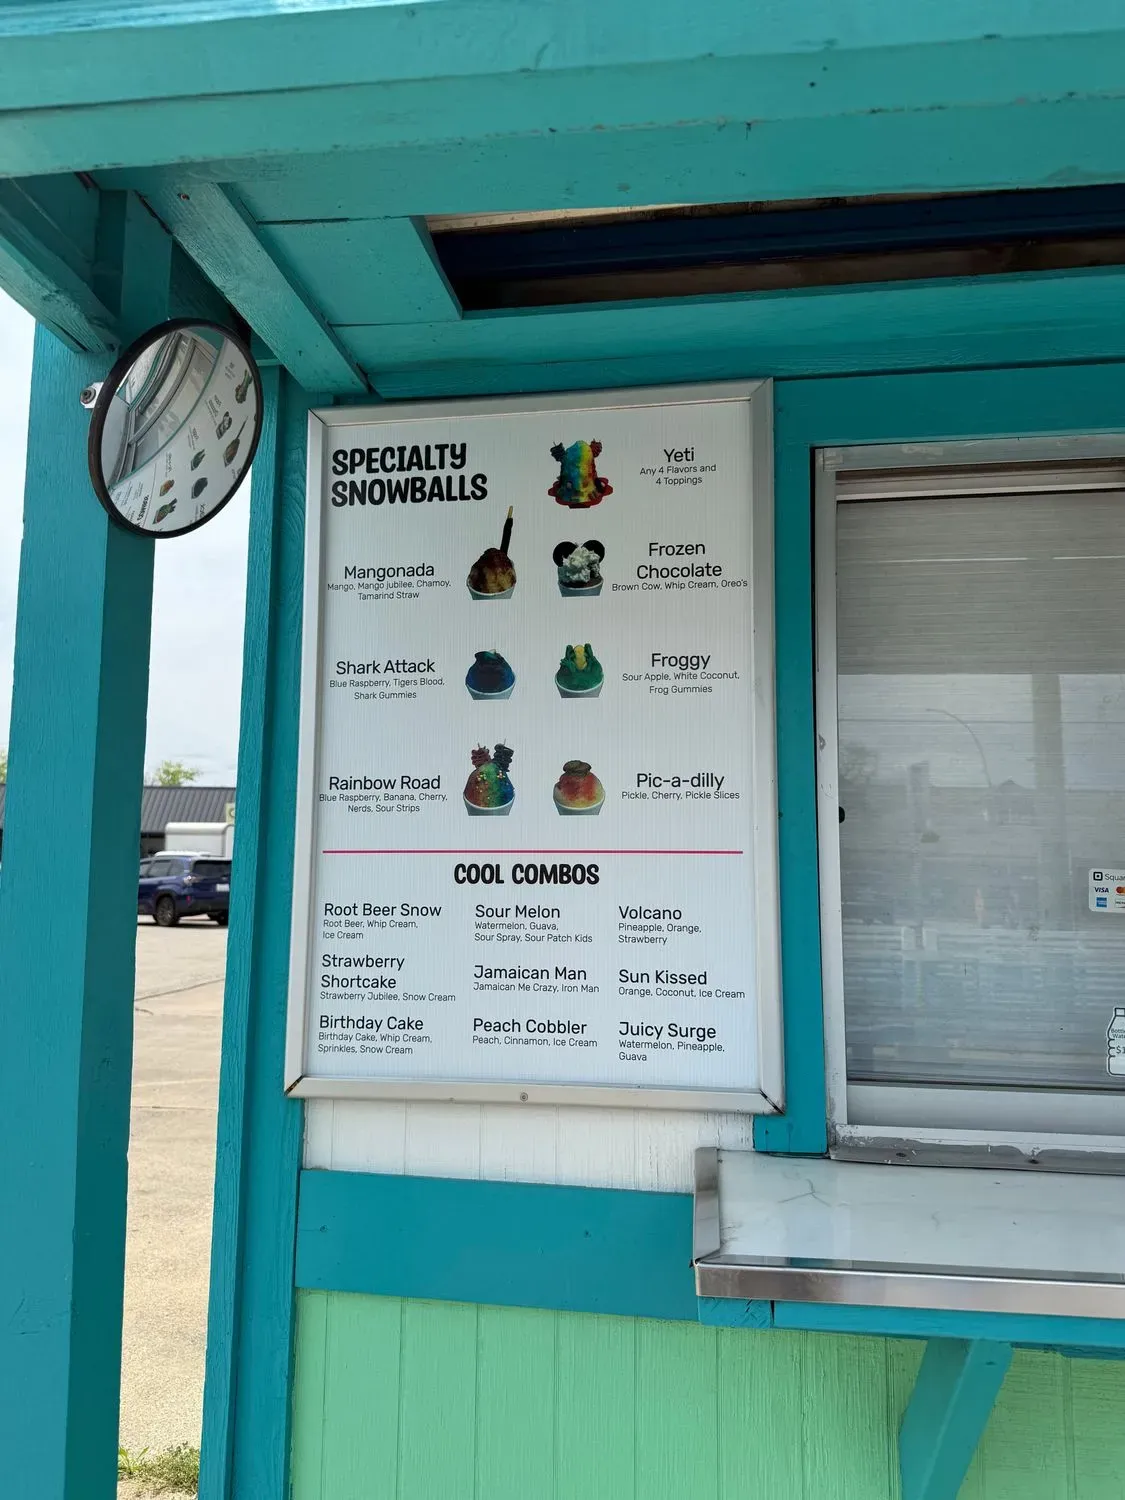 SPECIALTY
SNOWBALLS
Yeti
Any 4 Flavors and
4 Toppings
Mangonada
Mango, Mango jubilee, Chamoy,
Tamarind Straw
Frozen
Chocolate
Brown Cow, Whip Cream, Oreo's
Shark Attack
Blue Raspberry, Tigers Blood,
Shark Gummies
Froggy
Sour Apple, White Coconut,
Frog Gummies
Rainbow Road
Blue Raspberry, Banana, Cherry,
Nerds, Sour Strips
Pic-a-dilly
Pickle, Cherry, Pickle Slices
COOL COMBOS
Root Beer Snow
Root Beer, Whip Cream,
Ice Cream
Strawberry
Shortcake
Strawberry Jubilee, Snow Cream
Birthday Cake
Birthday Cake, Whip Cream,
Sprinkles, Snow Cream
Sour Melon
Watermelon, Guava,
Sour Spray, Sour Patch Kids
Jamaican Man
Jamaican Me Crazy, Iron Man
Peach Cobbler
Peach, Cinnamon, Ice Cream
Volcano
Pineapple, Orange,
Strawberry
Sun Kissed
Orange, Coconut, Ice Cream
Juicy Surge
Watermelon, Pineapple,
Guava
Squar
VISA